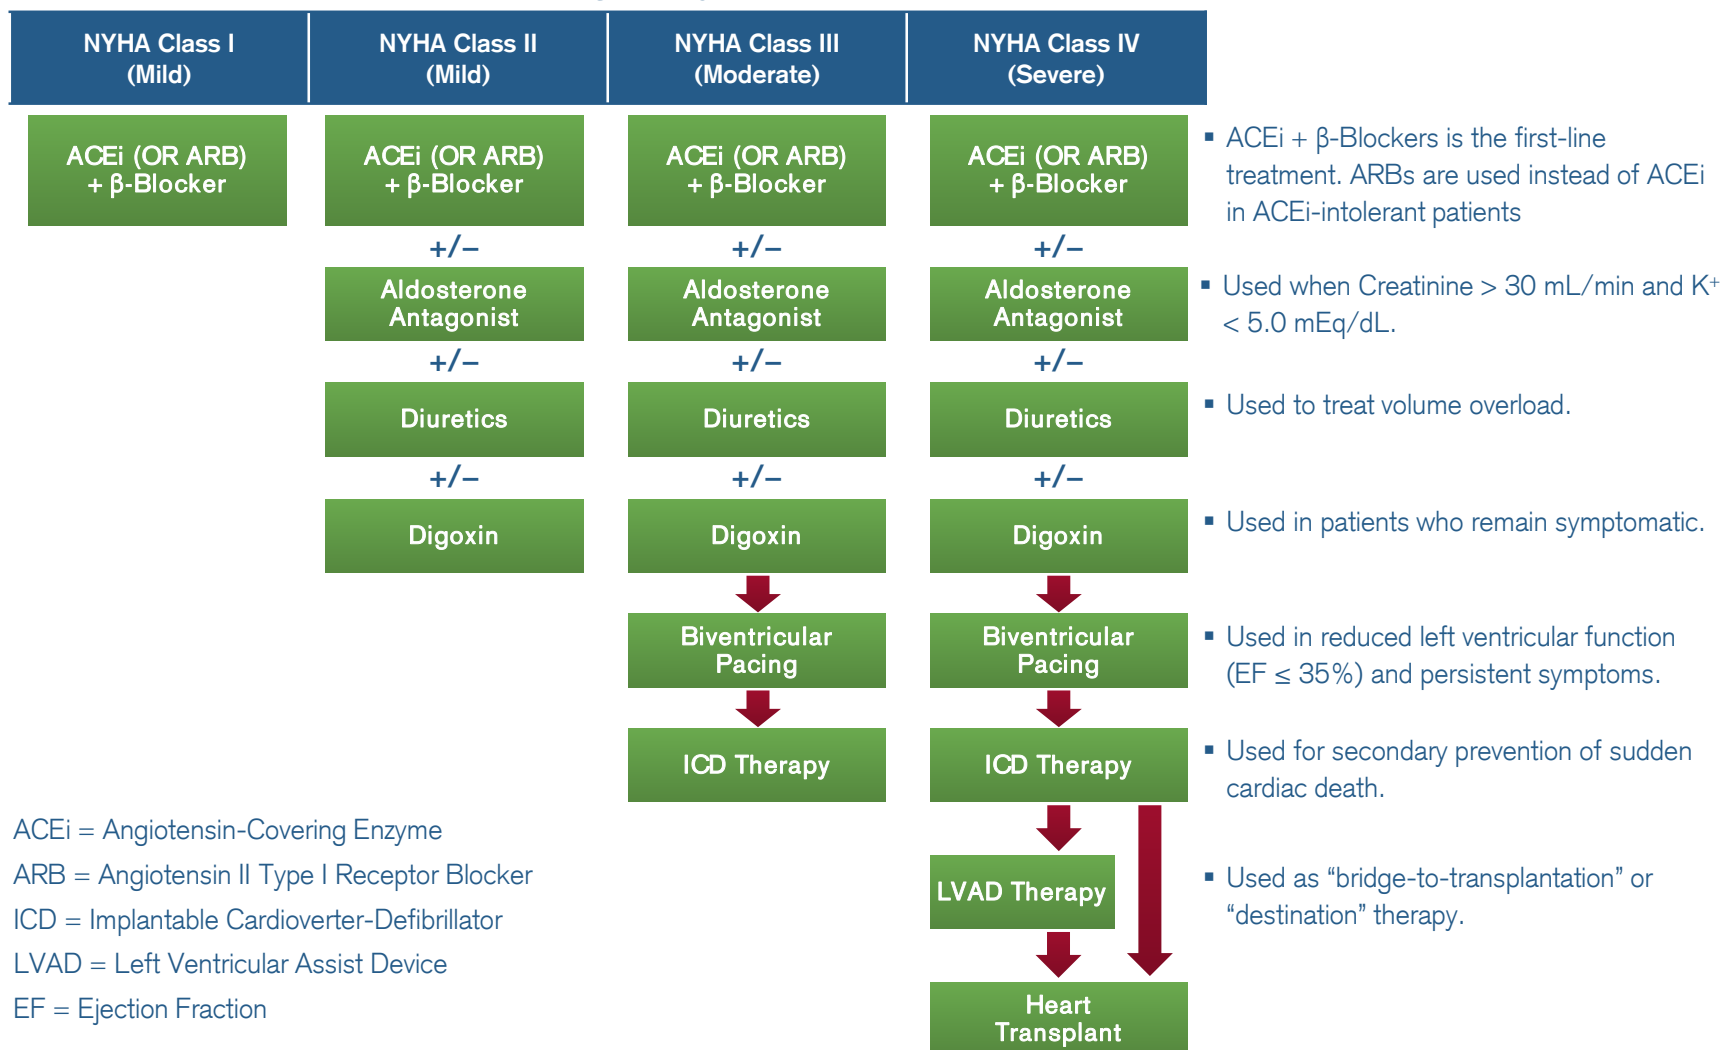 NYHA Class I
(Mild)
NYHA Class II
(Mild)
NYHA Class III
(Moderate)
NYHA Class IV
(Severe)
ACEi (OR ARB)
+ β-Blocker
ACEi (OR ARB)
+ β-Blocker
ACEi (OR ARB)
+ β-Blocker
ACEi (OR ARB)
+ β-Blocker
▪ ACEi + β-Blockers is the first-line
treatment. ARBs are used instead of ACEi
in ACEi-intolerant patients
+/−
+/−
+/−
Aldosterone
Antagonist
Aldosterone
Antagonist
Aldosterone
Antagonist
▪ Used when Creatinine > 30 mL/min and K⁺
< 5.0 mEq/dL.
+/−
+/−
+/−
Diuretics
Diuretics
Diuretics
▪ Used to treat volume overload.
+/−
+/−
+/−
Digoxin
Digoxin
Digoxin
▪ Used in patients who remain symptomatic.
Biventricular
Pacing
Biventricular
Pacing
▪ Used in reduced left ventricular function
(EF ≤ 35%) and persistent symptoms.
ICD Therapy
ICD Therapy
▪ Used for secondary prevention of sudden
cardiac death.
LVAD Therapy
▪ Used as “bridge-to-transplantation” or
“destination” therapy.
Heart
Transplant
ACEi = Angiotensin-Covering Enzyme
ARB = Angiotensin II Type I Receptor Blocker
ICD = Implantable Cardioverter-Defibrillator
LVAD = Left Ventricular Assist Device
EF = Ejection Fraction